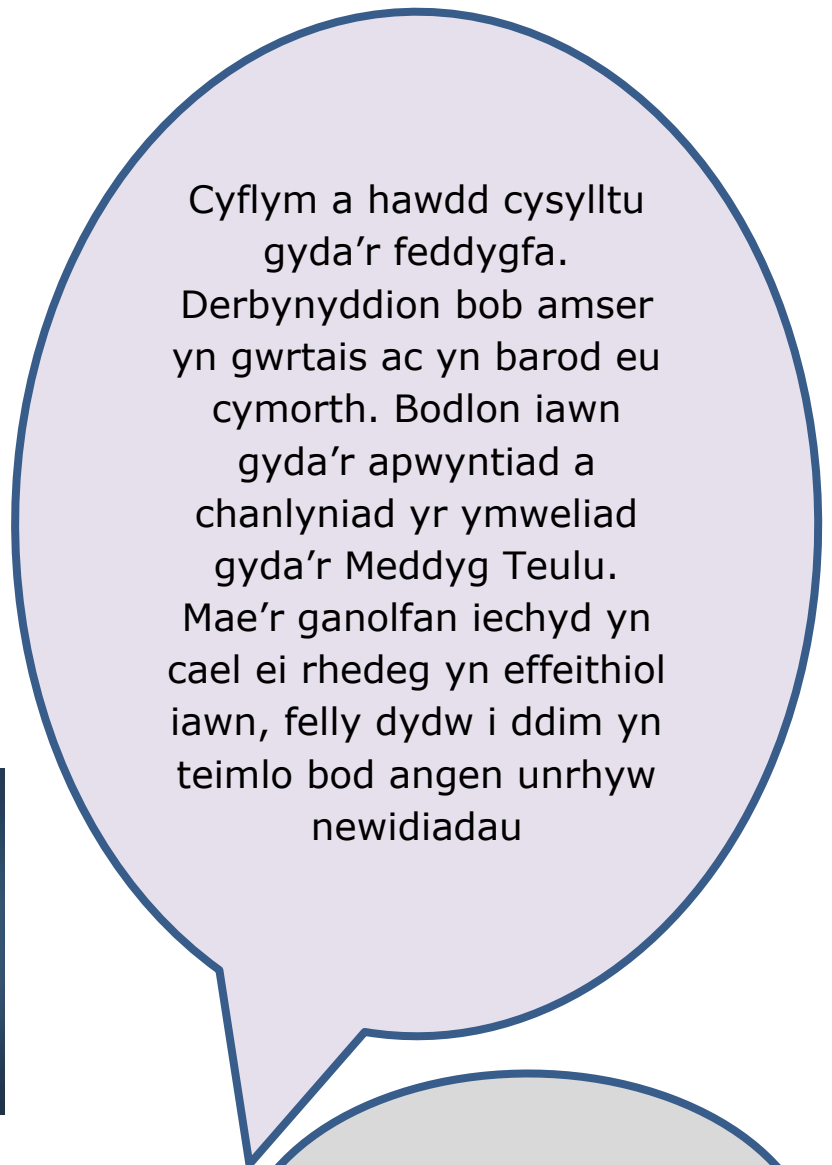 Cyflym a hawdd cysylltu
gyda’r feddygfa.
Derbynyddion bob amser
yn gwrtais ac yn barod eu
cymorth. Bodlon iawn
gyda’r apwyntiad a
chanlyniad yr ymweliad
gyda’r Meddyg Teulu.
Mae’r ganolfan iechyd yn
cael ei rhedeg yn effeithiol
iawn, felly dydw i ddim yn
teimlo bod angen unrhyw
newidiadau